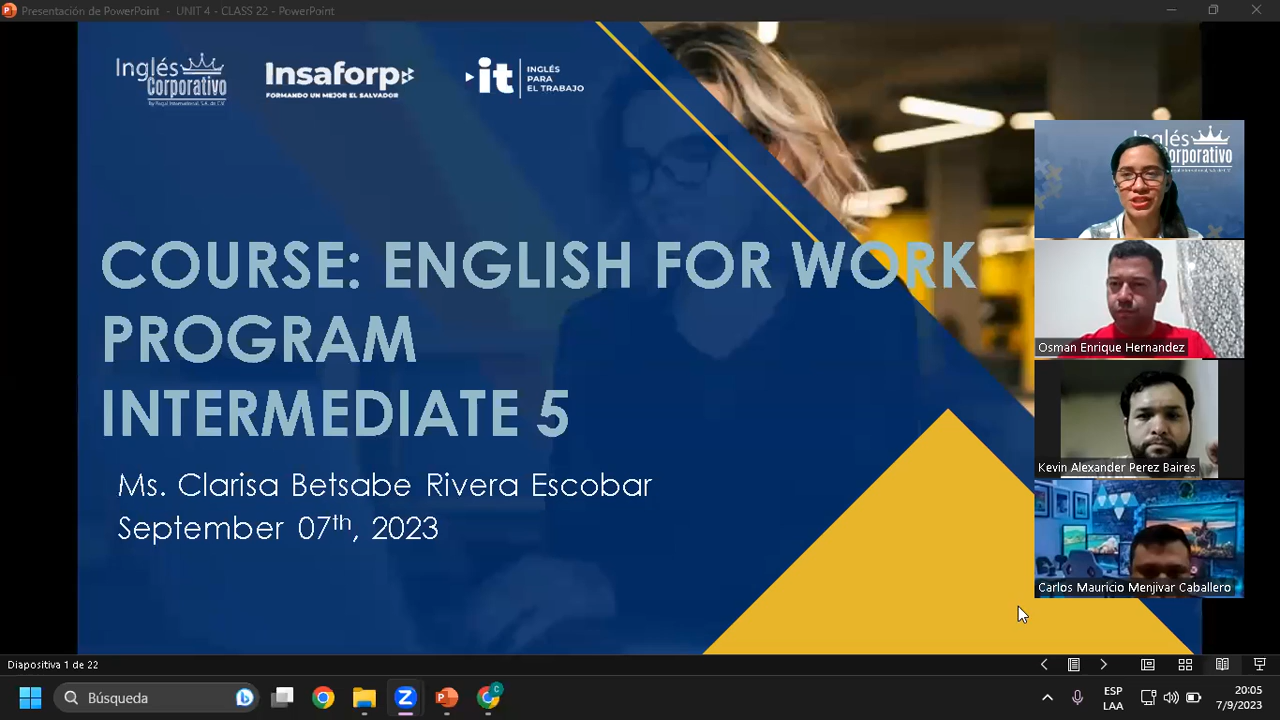 Presentación de PowerPoint - UNIT 4 - CLASS 22 - PowerPoint
Inglés
Corporativo
Insaforp
FORMANDO UN MEJOR EL SALVADOR
it
INGLÉS
PARA
EL TRABAJO
COURSE: ENGLISH FOR WORK
PROGRAM
INTERMEDIATE 5
Ms. Clarisa Betsabe Rivera Escobar
September 07th, 2023
Inglés
Corporativo
Osman Enrique Hernandez
Kevin Alexander Perez Baires
Carlos Mauricio Menjivar Caballero
Diapositiva 1 de 22
Búsqueda
ESP
LAA
20:05
7/9/2023